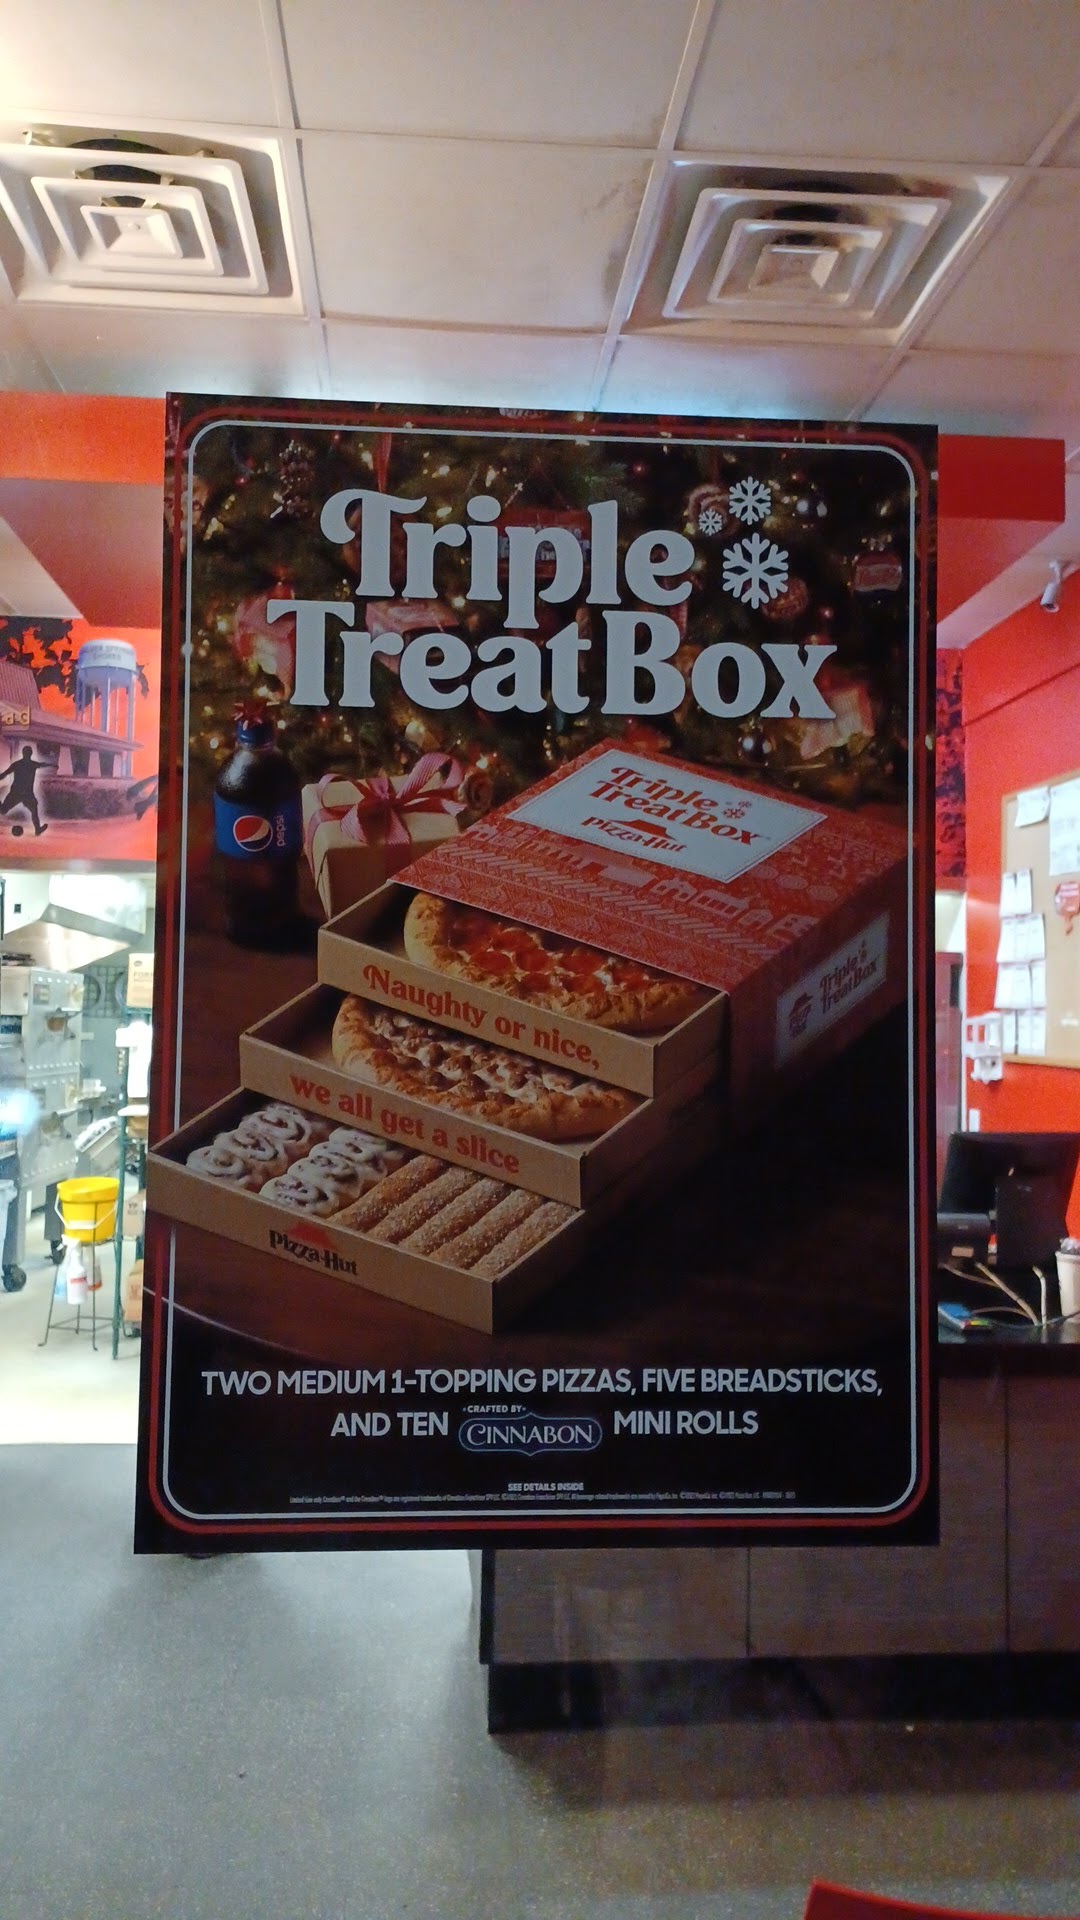 Triple
Treat Box
pepsi
Triple
Treat Box
Pizza Hut
Triple
Treat Box
Naughty or nice,
we all get a slice
Pizza Hut
TWO MEDIUM 1-TOPPING PIZZAS, FIVE BREADSTICKS,
AND TEN CRAFTED BY CINNABON MINI ROLLS
SEE DETAILS INSIDE